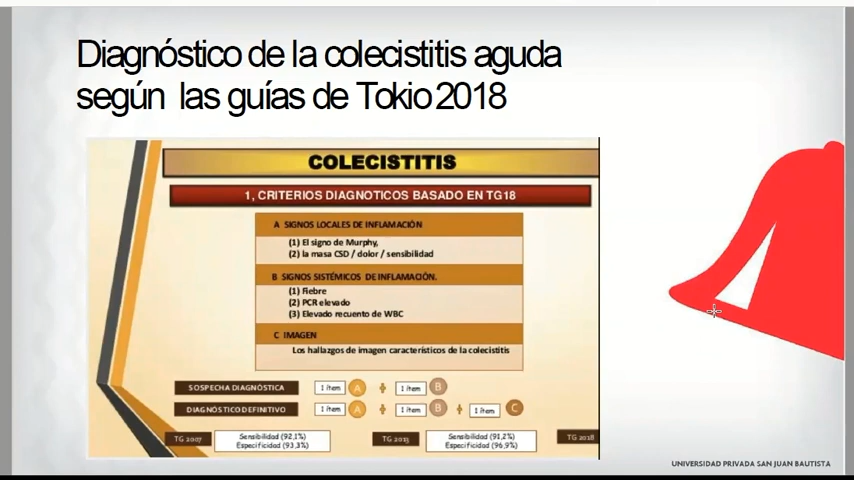 Diagnóstico de la colecistitis aguda
según las guías de Tokio 2018
COLECISTITIS
1, CRITERIOS DIAGNOTICOS BASADO EN TG18
A SIGNOS LOCALES DE INFLAMACIÓN
(1) El signo de Murphy,
(2) la masa CSD / dolor / sensibilidad
B SIGNOS SISTÉMICOS DE INFLAMACIÓN.
(1) Fiebre
(2) PCR elevado
(3) Elevado recuento de WBC
C IMAGEN
Los hallazgos de imagen característicos de la colecistitis
SOSPECHA DIAGNÓSTICA 1 ítem A + 1 ítem B
DIAGNÓSTICO DEFINITIVO 1 ítem A + 1 ítem B + 1 ítem C
TG 2007 Sensibilidad (92,1%) TG 2013 Sensibilidad (91,2%) TG 2018
Especificidad (93,3%) Especificidad (96,9%)
UNIVERSIDAD PRIVADA SAN JUAN BAUTISTA